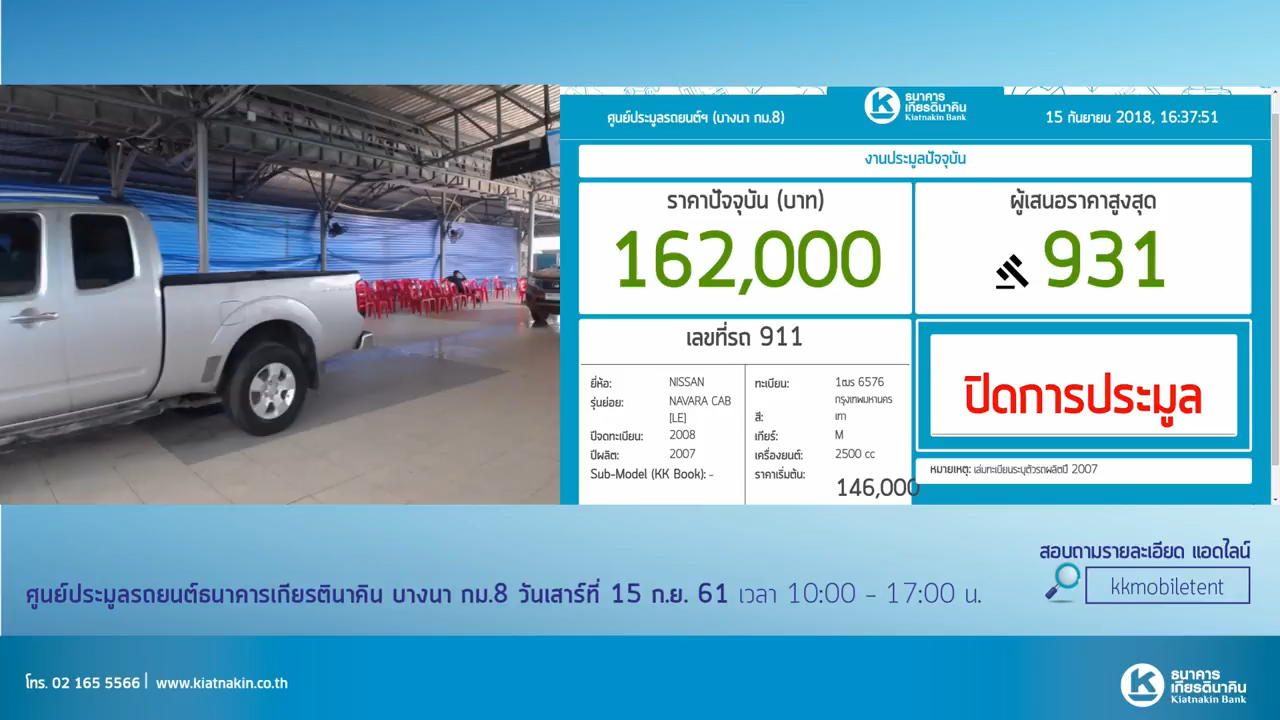 ศูนย์ประมูลรถยนต์ฯ (บางนา กม.8)
ธนาคาร
เกียรตินาคิน
Kiatnakin Bank
15 กันยายน 2018, 16:37:51
งานประมูลปัจจุบัน
ราคาปัจจุบัน (บาท)
162,000
ผู้เสนอราคาสูงสุด
931
เลขที่รถ 911
ยี่ห้อ: NISSAN
รุ่นย่อย: NAVARA CAB
[LE]
ปีจดทะเบียน: 2008
ปีผลิต: 2007
Sub-Model (KK Book): -
ทะเบียน: 1ฒร 6576
กรุงเทพมหานคร
สี: เทา
เกียร์: M
เครื่องยนต์: 2500 cc
ราคาเริ่มต้น: 146,000
ปิดการประมูล
หมายเหตุ: เล่มทะเบียนระบุตัวรถผลิตปี 2007
สอบถามรายละเอียด แอดไลน์
kkmobiletent
ศูนย์ประมูลรถยนต์ธนาคารเกียรตินาคิน บางนา กม.8 วันเสาร์ที่ 15 ก.ย. 61 เวลา 10:00 - 17:00 น.
โทร. 02 165 5566 | www.kiatnakin.co.th
ธนาคาร
เกียรตินาคิน
Kiatnakin Bank